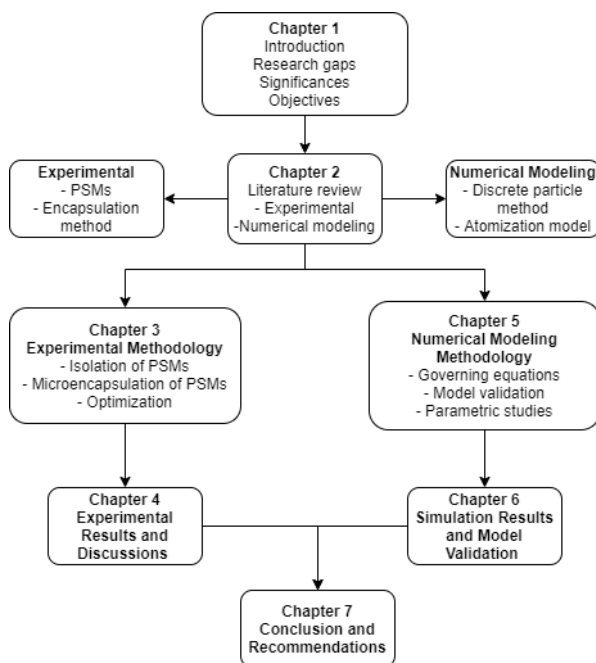 Chapter 1
Introduction
Research gaps
Significances
Objectives
Experimental
- PSMs
- Encapsulation
method
Chapter 2
Literature review
- Experimental
-Numerical modeling
Numerical Modeling
- Discrete particle
method
- Atomization model
Chapter 3
Experimental Methodology
- Isolation of PSMs
- Microencapsulation of PSMs
- Optimization
Chapter 5
Numerical Modeling
Methodology
- Governing equations
- Model validation
- Parametric studies
Chapter 4
Experimental
Results and
Discussions
Chapter 6
Simulation Results
and Model
Validation
Chapter 7
Conclusion and
Recommendations